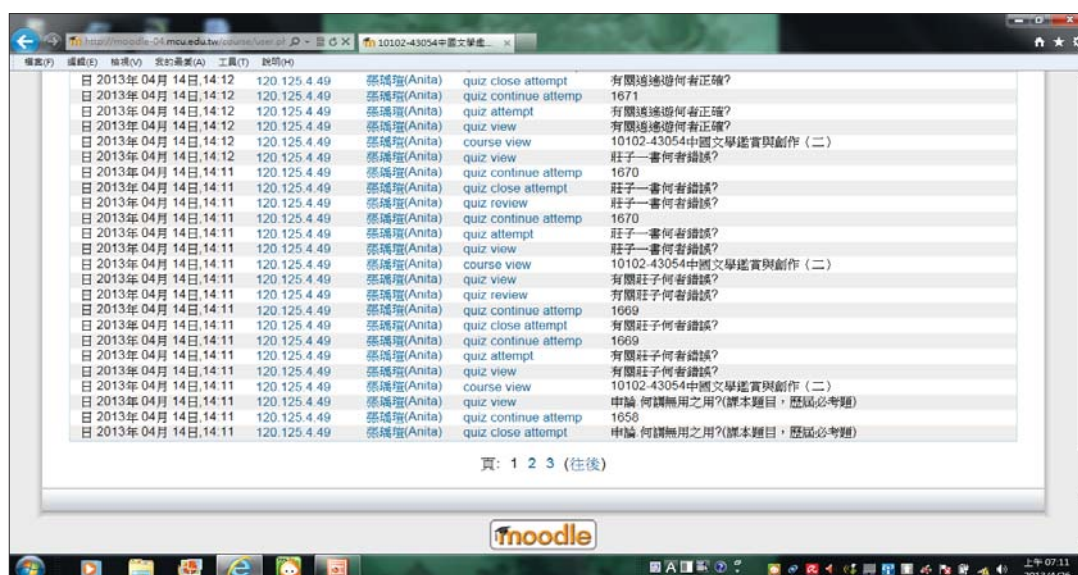 http://moodle-04.mcu.edu.tw/course/user.ph
10102-43054中國文學鑑...
檔案(F) 編輯(E) 檢視(V) 我的最愛(A) 工具(T) 說明(H)
日 2013年 04月 14日,14:12 120.125.4.49 張瑀瑄(Anita) quiz close attempt 有關逍遙遊何者正確?
日 2013年 04月 14日,14:12 120.125.4.49 張瑀瑄(Anita) quiz continue attemp 1671
日 2013年 04月 14日,14:12 120.125.4.49 張瑀瑄(Anita) quiz attempt 有關逍遙遊何者正確?
日 2013年 04月 14日,14:12 120.125.4.49 張瑀瑄(Anita) quiz view 有關逍遙遊何者正確?
日 2013年 04月 14日,14:12 120.125.4.49 張瑀瑄(Anita) course view 10102-43054中國文學鑑賞與創作（二）
日 2013年 04月 14日,14:12 120.125.4.49 張瑀瑄(Anita) quiz view 莊子一書何者錯誤?
日 2013年 04月 14日,14:11 120.125.4.49 張瑀瑄(Anita) quiz continue attemp 1670
日 2013年 04月 14日,14:11 120.125.4.49 張瑀瑄(Anita) quiz close attempt 莊子一書何者錯誤?
日 2013年 04月 14日,14:11 120.125.4.49 張瑀瑄(Anita) quiz review 莊子一書何者錯誤?
日 2013年 04月 14日,14:11 120.125.4.49 張瑀瑄(Anita) quiz continue attemp 1670
日 2013年 04月 14日,14:11 120.125.4.49 張瑀瑄(Anita) quiz attempt 莊子一書何者錯誤?
日 2013年 04月 14日,14:11 120.125.4.49 張瑀瑄(Anita) quiz view 莊子一書何者錯誤?
日 2013年 04月 14日,14:11 120.125.4.49 張瑀瑄(Anita) course view 10102-43054中國文學鑑賞與創作（二）
日 2013年 04月 14日,14:11 120.125.4.49 張瑀瑄(Anita) quiz view 有關莊子何者錯誤?
日 2013年 04月 14日,14:11 120.125.4.49 張瑀瑄(Anita) quiz review 有關莊子何者錯誤?
日 2013年 04月 14日,14:11 120.125.4.49 張瑀瑄(Anita) quiz continue attemp 1669
日 2013年 04月 14日,14:11 120.125.4.49 張瑀瑄(Anita) quiz close attempt 有關莊子何者錯誤?
日 2013年 04月 14日,14:11 120.125.4.49 張瑀瑄(Anita) quiz continue attemp 1669
日 2013年 04月 14日,14:11 120.125.4.49 張瑀瑄(Anita) quiz attempt 有關莊子何者錯誤?
日 2013年 04月 14日,14:11 120.125.4.49 張瑀瑄(Anita) quiz view 有關莊子何者錯誤?
日 2013年 04月 14日,14:11 120.125.4.49 張瑀瑄(Anita) course view 10102-43054中國文學鑑賞與創作（二）
日 2013年 04月 14日,14:11 120.125.4.49 張瑀瑄(Anita) quiz view 申論.何謂無用之用?(課本題目，歷屆必考題)
日 2013年 04月 14日,14:11 120.125.4.49 張瑀瑄(Anita) quiz continue attemp 1658
日 2013年 04月 14日,14:11 120.125.4.49 張瑀瑄(Anita) quiz close attempt 申論.何謂無用之用?(課本題目，歷屆必考題)
頁: 1 2 3 (往後)
moodle
上午 07:11